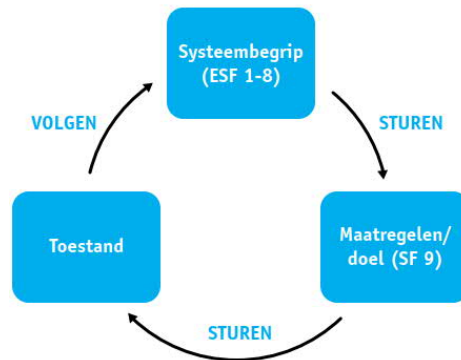 Systeembegrip
(ESF 1-8)
VOLGEN
STUREN
Toestand
Maatregelen/
doel (SF 9)
STUREN